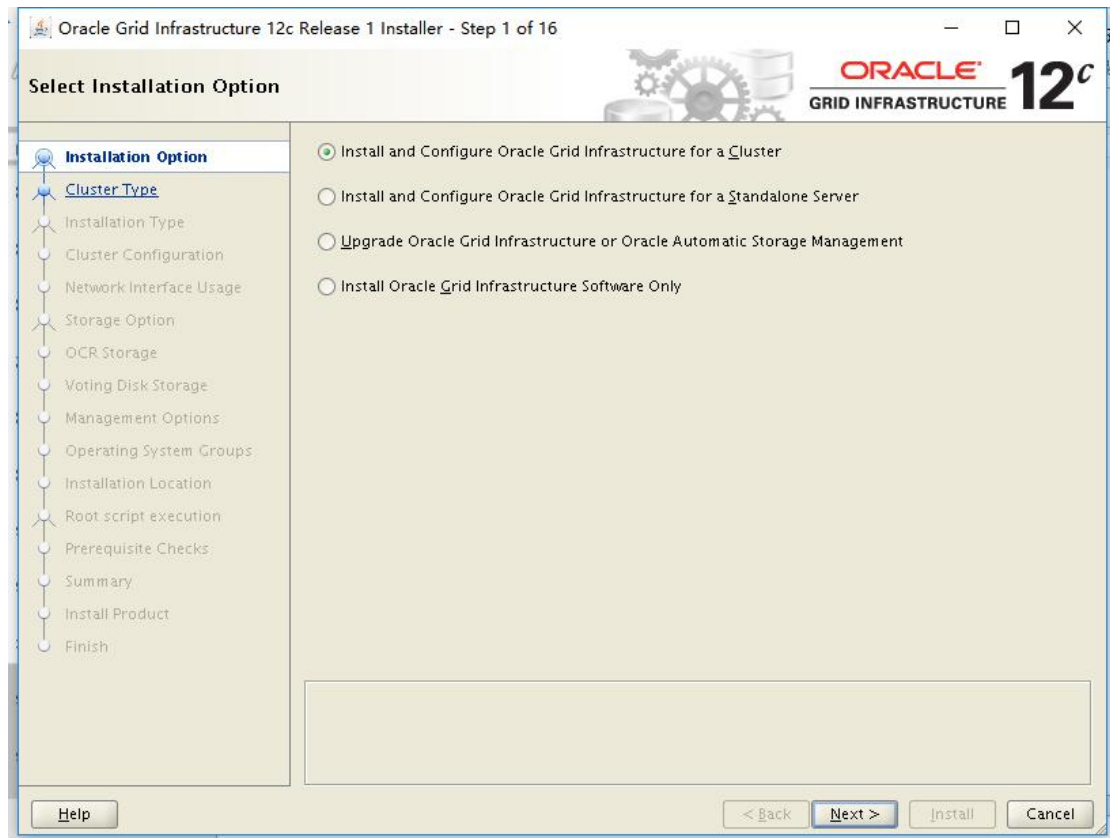 Oracle Grid Infrastructure 12c Release 1 Installer - Step 1 of 16
Select Installation Option
ORACLE
GRID INFRASTRUCTURE 12c
Installation Option
Cluster Type
Installation Type
Cluster Configuration
Network Interface Usage
Storage Option
OCR Storage
Voting Disk Storage
Management Options
Operating System Groups
Installation Location
Root script execution
Prerequisite Checks
Summary
Install Product
Finish
Install and Configure Oracle Grid Infrastructure for a Cluster
Install and Configure Oracle Grid Infrastructure for a Standalone Server
Upgrade Oracle Grid Infrastructure or Oracle Automatic Storage Management
Install Oracle Grid Infrastructure Software Only
Help
< Back
Next >
Install
Cancel